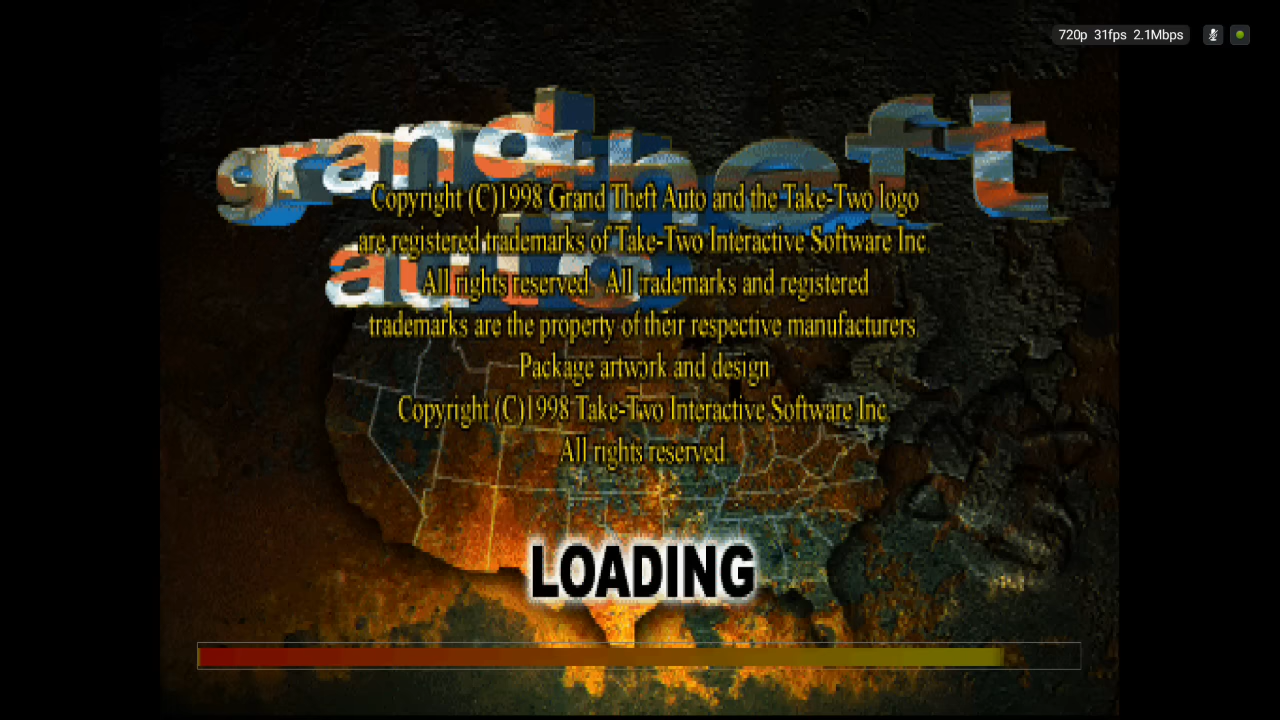 720p 31fps 2.1Mbps
grand theft
auto
Copyright (C)1998 Grand Theft Auto and the Take-Two logo
are registered trademarks of Take-Two Interactive Software Inc.
All rights reserved. All trademarks and registered
trademarks are the property of their respective manufacturers
Package artwork and design
Copyright (C)1998 Take-Two Interactive Software Inc
All rights reserved
LOADING